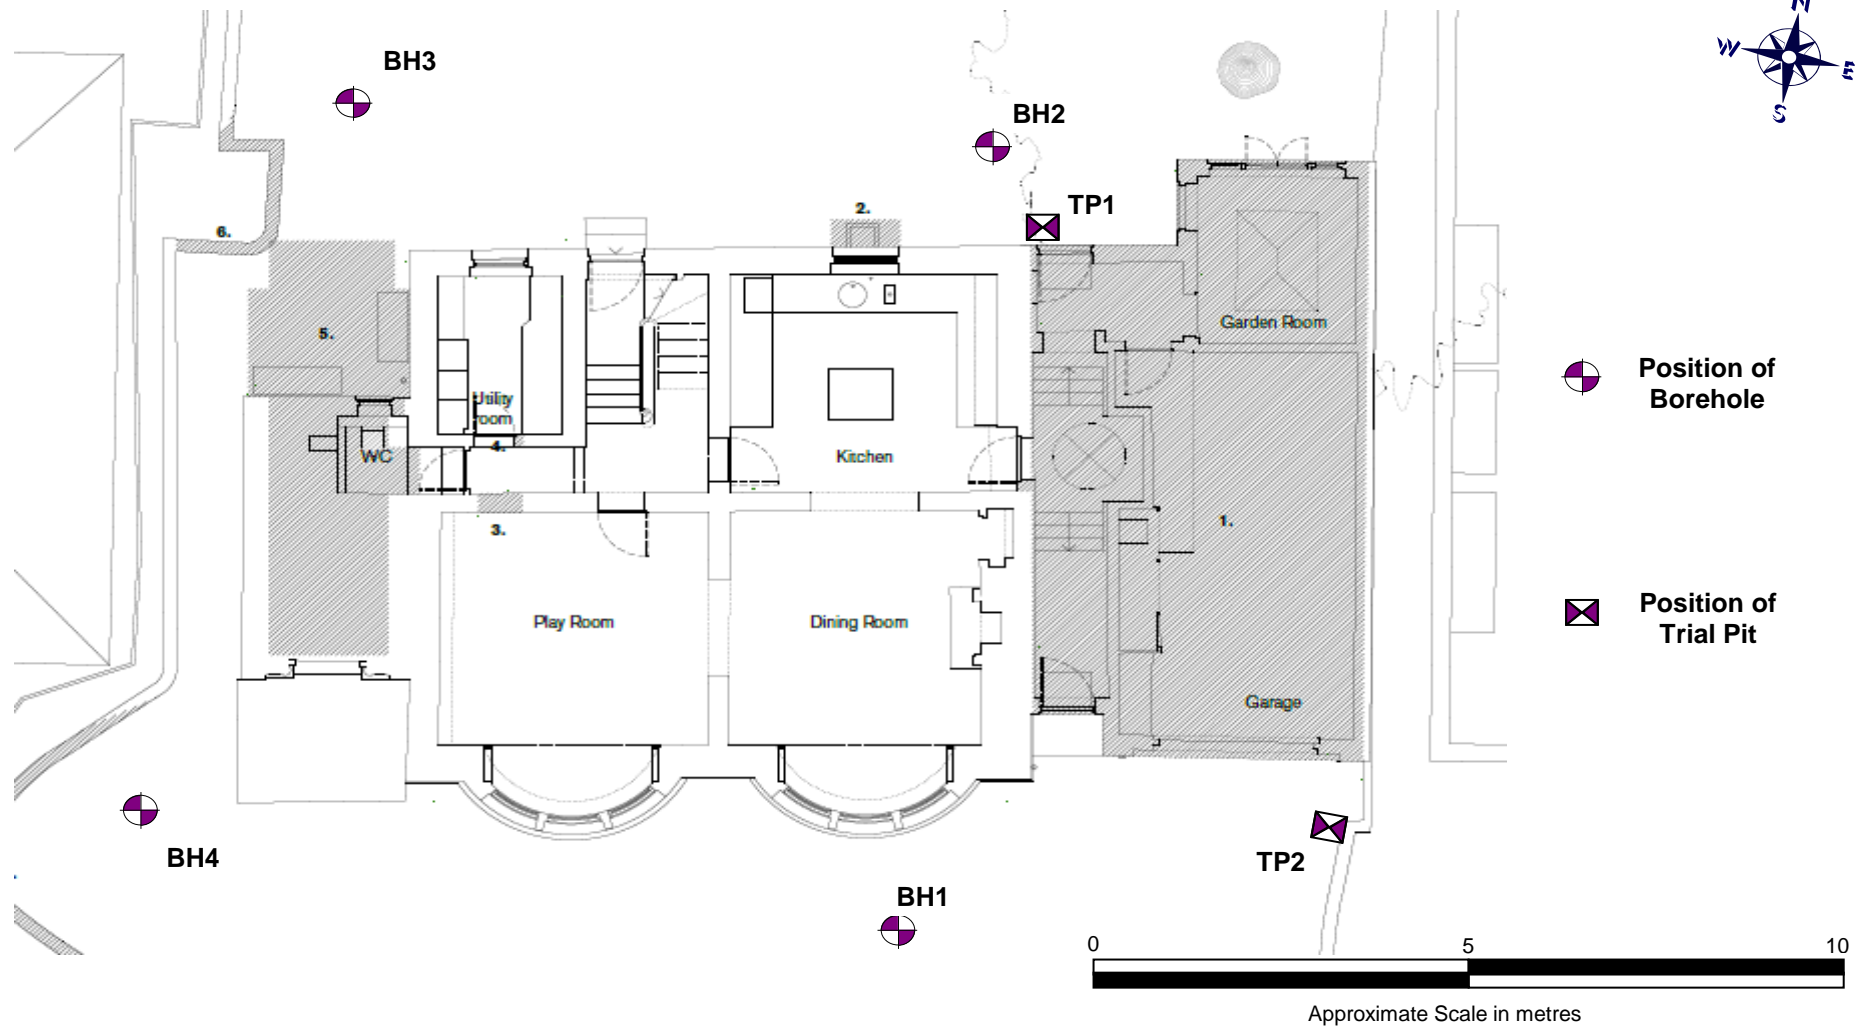 N
W
E
S
BH3
BH2
TP1
2.
6.
5.
Garden Room
Utility
room
4.
WC
Kitchen
3.
1.
Play Room
Dining Room
Garage
Position of
Borehole
Position of
Trial Pit
BH4
TP2
BH1
0 5 10
Approximate Scale in metres